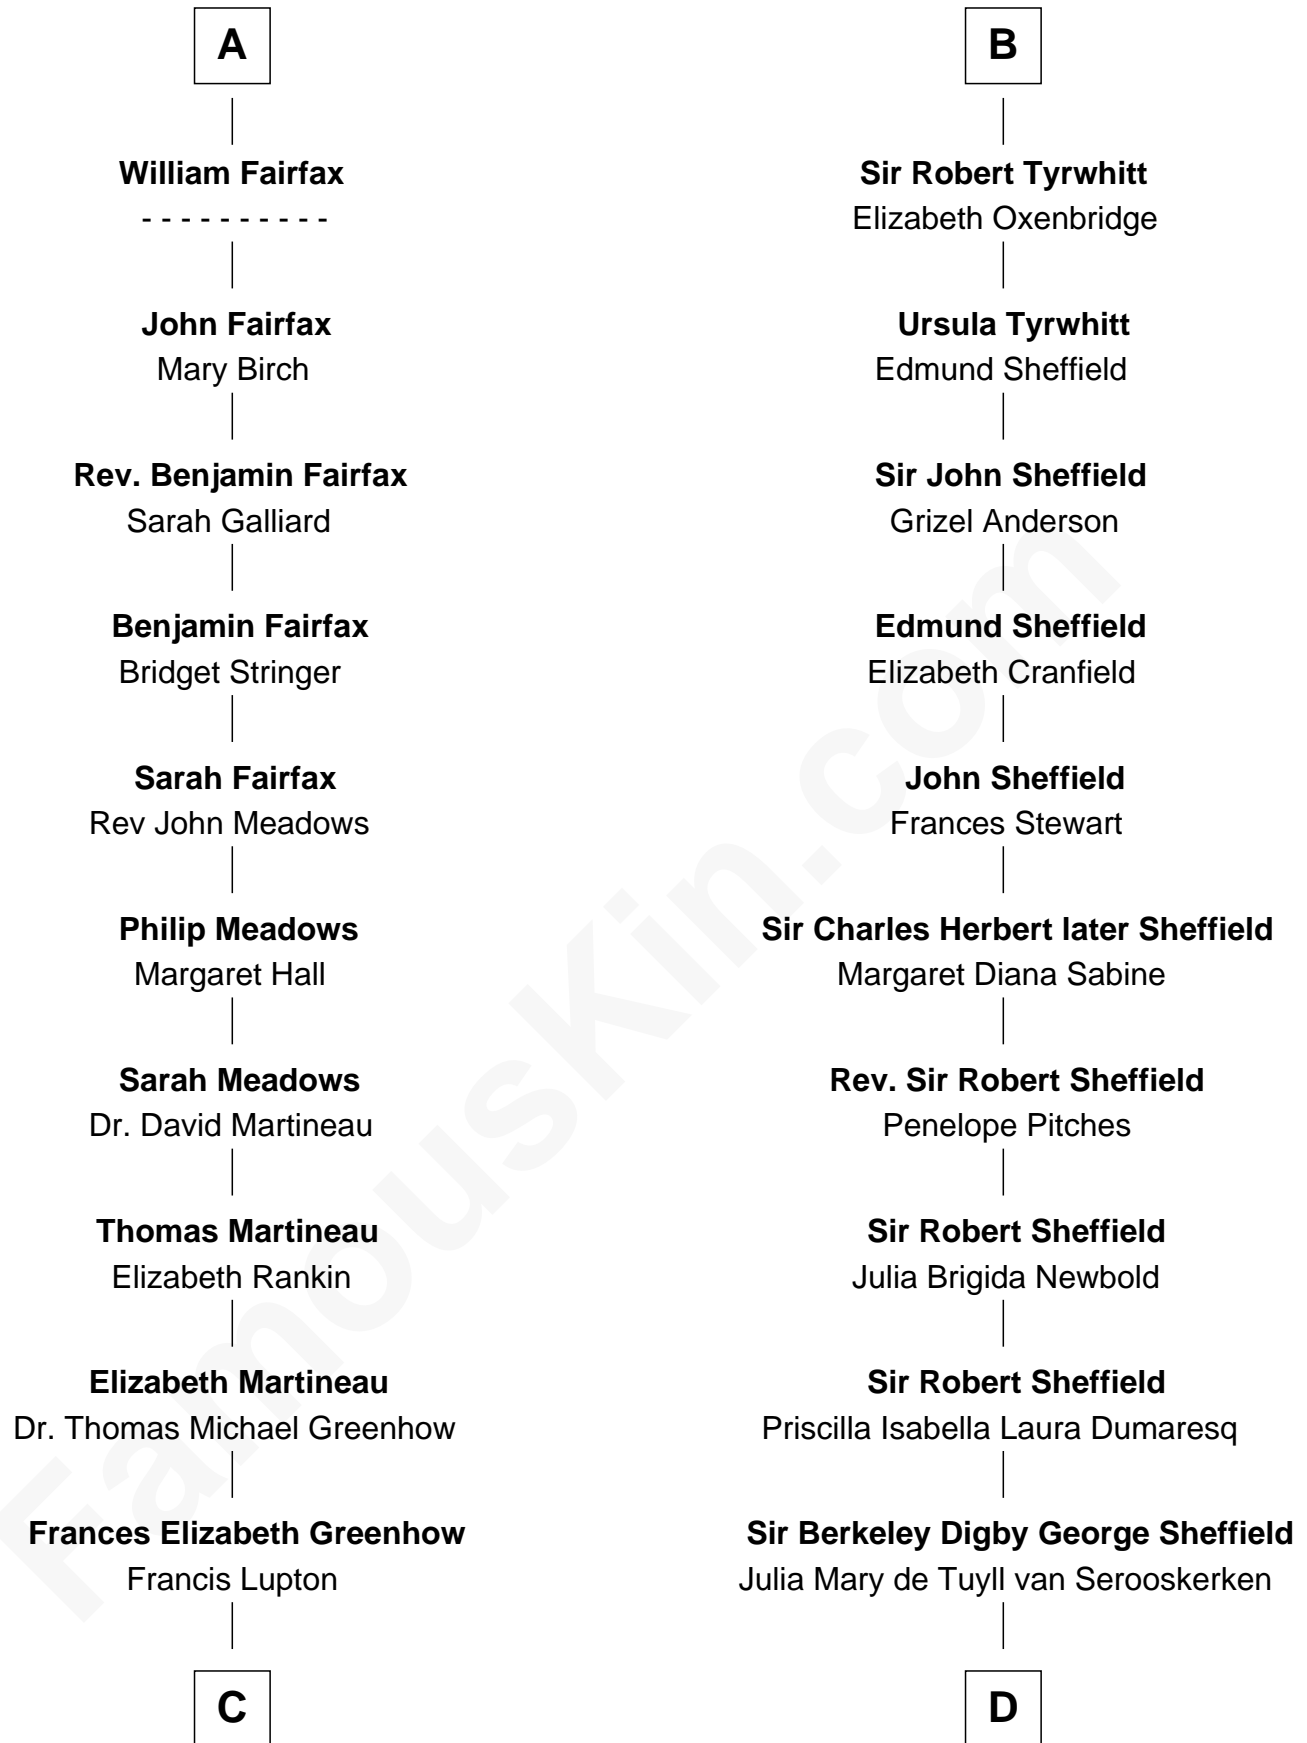 A
William Fairfax
- - - - - - - - - -
John Fairfax
Mary Birch
Rev. Benjamin Fairfax
Sarah Galliard
Benjamin Fairfax
Bridget Stringer
Sarah Fairfax
Rev John Meadows
Philip Meadows
Margaret Hall
Sarah Meadows
Dr. David Martineau
Thomas Martineau
Elizabeth Rankin
Elizabeth Martineau
Dr. Thomas Michael Greenhow
Frances Elizabeth Greenhow
Francis Lupton
C
B
Sir Robert Tyrwhitt
Elizabeth Oxenbridge
Ursula Tyrwhitt
Edmund Sheffield
Sir John Sheffield
Grizel Anderson
Edmund Sheffield
Elizabeth Cranfield
John Sheffield
Frances Stewart
Sir Charles Herbert later Sheffield
Margaret Diana Sabine
Rev. Sir Robert Sheffield
Penelope Pitches
Sir Robert Sheffield
Julia Brigida Newbold
Sir Robert Sheffield
Priscilla Isabella Laura Dumaresq
Sir Berkeley Digby George Sheffield
Julia Mary de Tuyll van Serooskerken
D
FamousKin.com